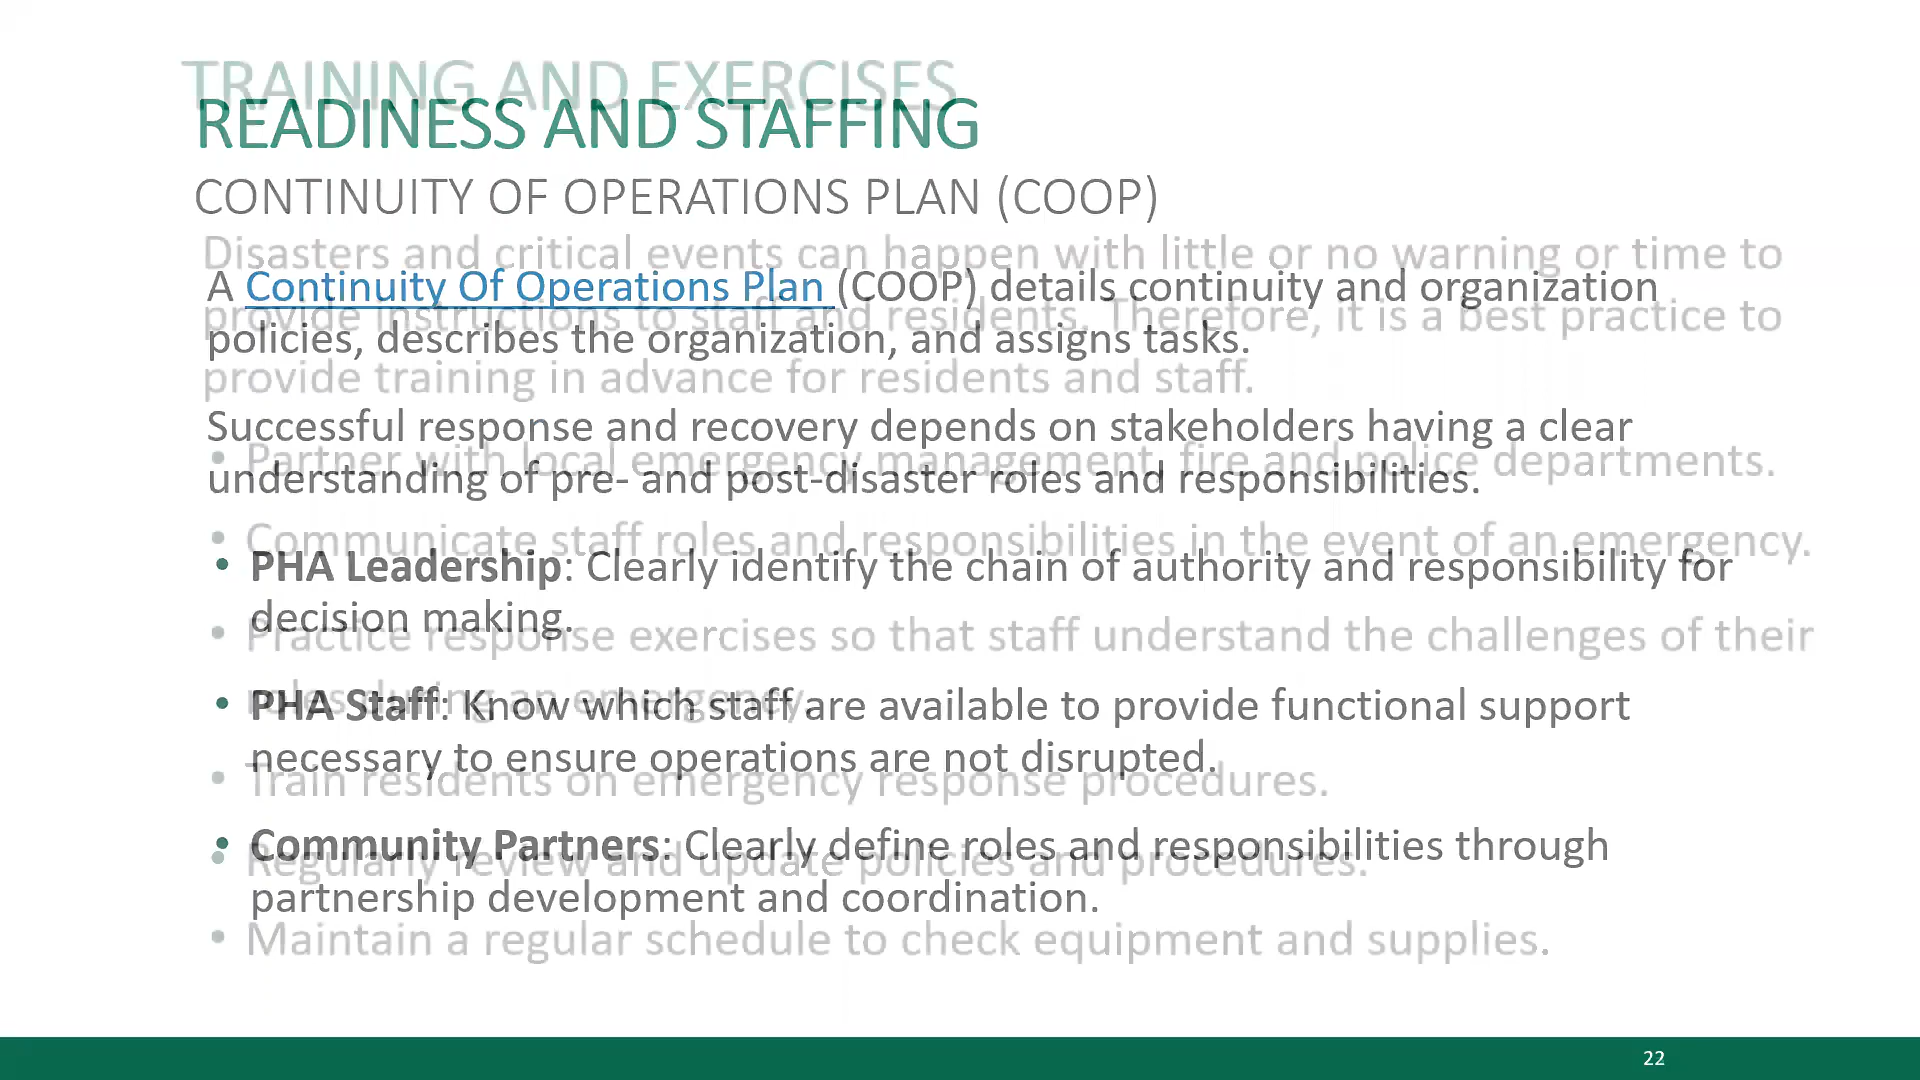 TRAINING AND EXERCISES
READINESS AND STAFFING
CONTINUITY OF OPERATIONS PLAN (COOP)
Disasters and critical events can happen with little or no warning or time to
A Continuity Of Operations Plan (COOP) details continuity and organization
provide instructions to staff and residents. Therefore, it is a best practice to
policies, describes the organization, and assigns tasks.
provide training in advance for residents and staff.
Successful response and recovery depends on stakeholders having a clear
• Partner with local emergency management, fire and police departments.
understanding of pre- and post-disaster roles and responsibilities.
• Communicate staff roles and responsibilities in the event of an emergency.
• PHA Leadership: Clearly identify the chain of authority and responsibility for
decision making.
• Practice response exercises so that staff understand the challenges of their
roles during an emergency.
• PHA Staff: Know which staff are available to provide functional support
necessary to ensure operations are not disrupted.
• Train residents on emergency response procedures.
• Community Partners: Clearly define roles and responsibilities through
• Regularly review and update policies and procedures.
partnership development and coordination.
• Maintain a regular schedule to check equipment and supplies.
22